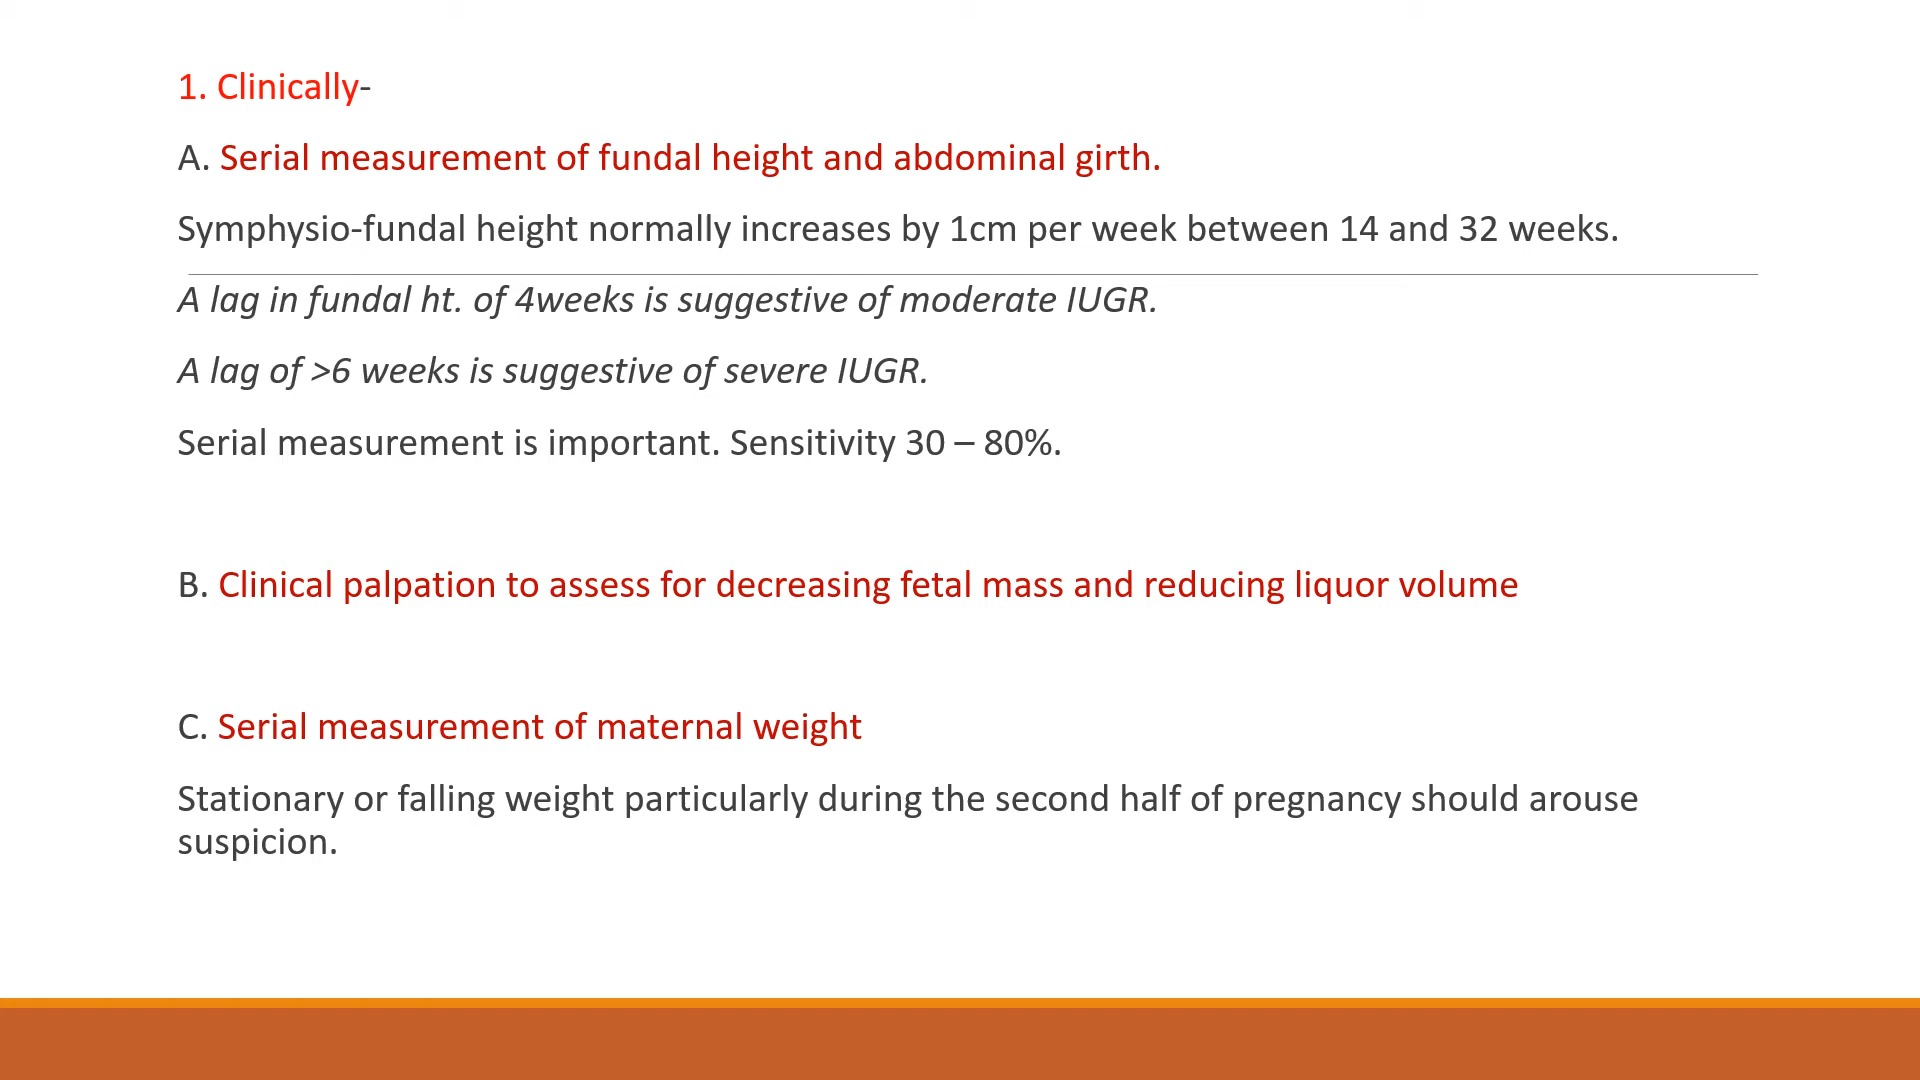 1. Clinically-
A. Serial measurement of fundal height and abdominal girth.
Symphysio-fundal height normally increases by 1cm per week between 14 and 32 weeks.
A lag in fundal ht. of 4weeks is suggestive of moderate IUGR.
A lag of >6 weeks is suggestive of severe IUGR.
Serial measurement is important. Sensitivity 30 – 80%.
B. Clinical palpation to assess for decreasing fetal mass and reducing liquor volume
C. Serial measurement of maternal weight
Stationary or falling weight particularly during the second half of pregnancy should arouse
suspicion.